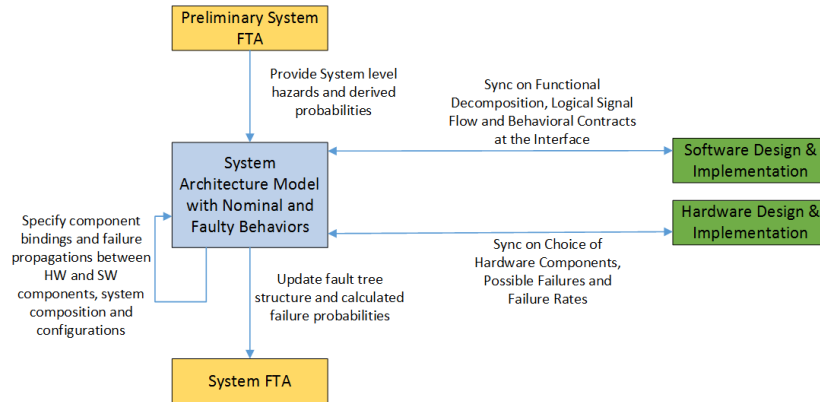 Preliminary System
FTA
Provide System level
hazards and derived
probabilities
Sync on Functional
Decomposition, Logical Signal
Flow and Behavioral Contracts
at the Interface
System
Architecture Model
with Nominal and
Faulty Behaviors
Software Design &
Implementation
Hardware Design &
Implementation
Specify component
bindings and failure
propagations between
HW and SW
components, system
composition and
configurations
Sync on Choice of
Hardware Components,
Possible Failures and
Failure Rates
Update fault tree
structure and calculated
failure probabilities
System FTA